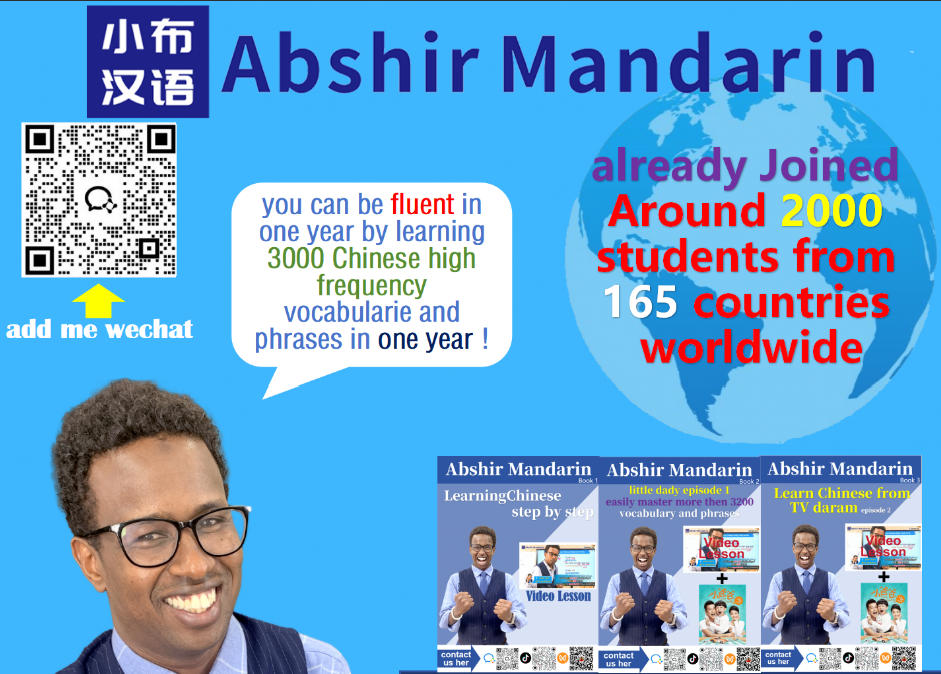 小布
汉语
Abshir Mandarin
add me wechat
you can be fluent in
one year by learning
3000 Chinese high
frequency
vocabularie and
phrases in one year !
already Joined
Around 2000
students from
165 countries
worldwide
Abshir Mandarin
Book 1
LearningChinese
step by step
Video Lesson
contact
us her
Abshir Mandarin
Book 2
little dady episode 1
easily master more then 3200
vocabulary and phrases
Video
Lesson
+
contact
us her
Abshir Mandarin
Book 3
Learn Chinese from
TV daram episode 2
Video
Lesson
+
contact
us her